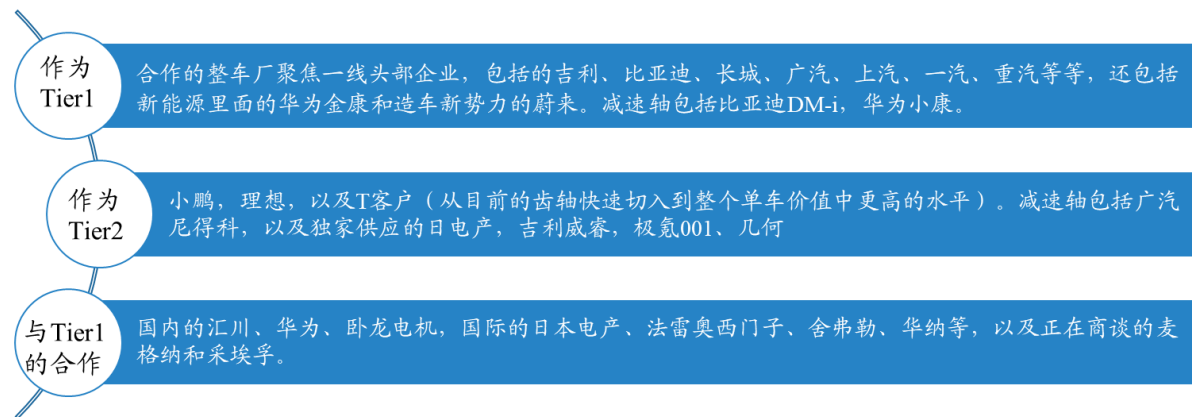 作为
Tier1
合作的整车厂聚焦一线头部企业，包括的吉利、比亚迪、长城、广汽、上汽、一汽、重汽等等，还包括
新能源里面的华为金康和造车新势力的蔚来。减速轴包括比亚迪DM-i，华为小康。
作为
Tier2
小鹏，理想，以及T客户（从目前的齿轴快速切入到整个单车价值中更高的水平）。减速轴包括广汽
尼得科，以及独家供应的日电产，吉利威睿，极氪001、几何
与Tier1
的合作
国内的汇川、华为、卧龙电机，国际的日本电产、法雷奥西门子、舍弗勒、华纳等，以及正在商谈的麦
格纳和采埃孚。